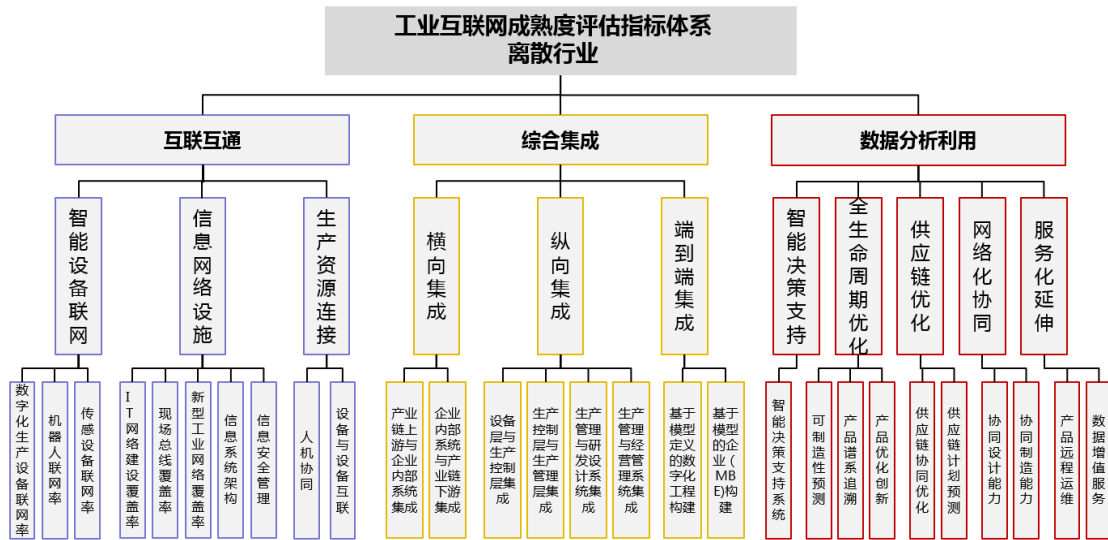 工业互联网成熟度评估指标体系
离散行业
互联互通
综合集成
数据分析利用
智能设备联网
信息网络设施
生产资源连接
横向集成
纵向集成
端到端集成
智能决策支持
全生命周期优化
供应链优化
网络化协同
服务化延伸
数字化生产设备联网率
机器人联网率
传感设备联网率
IT网络建设覆盖率
现场总线覆盖率
新型工业网络覆盖率
信息系统架构
信息安全管理
人机协同
设备与设备互联
产业链上游与企业内部系统集成
企业内部系统与产业链下游集成
设备层与生产控制层集成
生产控制层与生产管理层集成
生产管理与研发设计系统集成
生产管理与经营管理系统集成
基于模型定义的数字化工程构建
基于模型的企业(MBE)构建
智能决策支持系统
可制造性预测
产品谱系追溯
产品优化创新
供应链协同优化
供应链计划预测
协同设计能力
协同制造能力
产品远程运维
数据增值服务